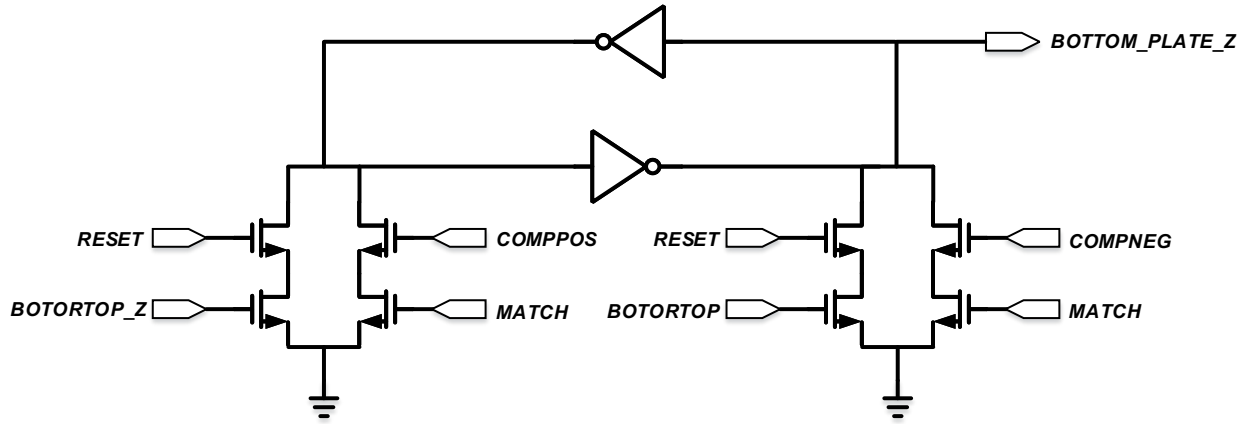 BOTTOM_PLATE_Z
RESET
COMPPOS
RESET
COMPNEG
BOTORTOP_Z
MATCH
BOTORTOP
MATCH